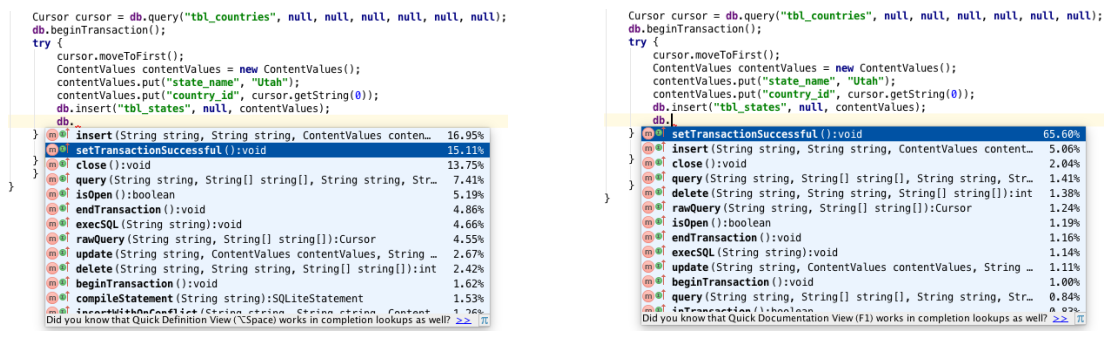 Cursor cursor = db.query("tbl_countries", null, null, null, null, null, null);
db.beginTransaction();
try {
cursor.moveToFirst();
ContentValues contentValues = new ContentValues();
contentValues.put("state_name", "Utah");
contentValues.put("country_id", cursor.getString(0));
db.insert("tbl_states", null, contentValues);
db.
} insert(String string, String string, ContentValues conten… 16.95%
setTransactionSuccessful():void 15.11%
} close():void 13.75%
} query(String string, String[] string[], String string, Str… 7.41%
} isOpen():boolean 5.19%
endTransaction():void 4.86%
execSQL(String string):void 4.66%
rawQuery(String string, String[] string[]):Cursor 4.55%
update(String string, ContentValues contentValues, String … 2.67%
delete(String string, String string, String[] string[]):int 2.42%
beginTransaction():void 1.62%
compileStatement(String string):SQLiteStatement 1.53%
insertWithOnConflict(String string, String string, Content 1.26%
Did you know that Quick Definition View (⌥Space) works in completion lookups as well? >> π
Cursor cursor = db.query("tbl_countries", null, null, null, null, null, null);
db.beginTransaction();
try {
cursor.moveToFirst();
ContentValues contentValues = new ContentValues();
contentValues.put("state_name", "Utah");
contentValues.put("country_id", cursor.getString(0));
db.insert("tbl_states", null, contentValues);
db.
} setTransactionSuccessful():void 65.60%
insert(String string, String string, ContentValues content… 5.06%
} close():void 2.04%
query(String string, String[] string[], String string, Str… 1.41%
} delete(String string, String string, String[] string[]):int 1.38%
} rawQuery(String string, String[] string[]):Cursor 1.24%
isOpen():boolean 1.19%
endTransaction():void 1.16%
execSQL(String string):void 1.14%
update(String string, ContentValues contentValues, String … 1.11%
beginTransaction():void 1.00%
query(String string, String[] string[], String string, Str… 0.84%
inTransaction():boolean 0.83%
Did you know that Quick Documentation View (F1) works in completion lookups as well? >> π